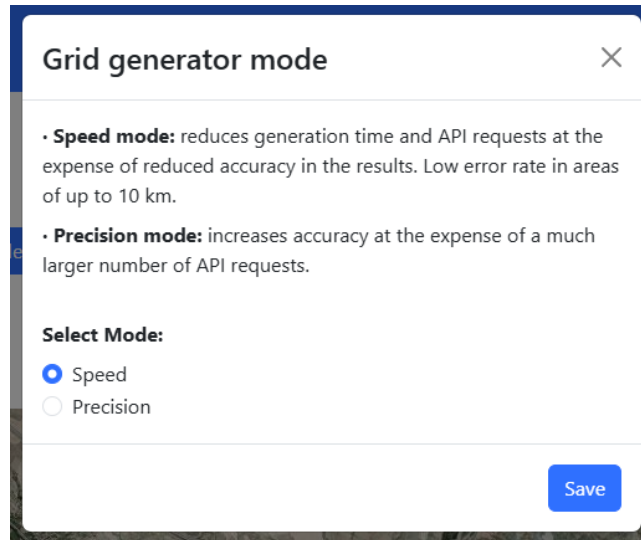 Grid generator mode
• Speed mode: reduces generation time and API requests at the
expense of reduced accuracy in the results. Low error rate in areas
of up to 10 km.
• Precision mode: increases accuracy at the expense of a much
larger number of API requests.
Select Mode:
Speed
Precision
Save